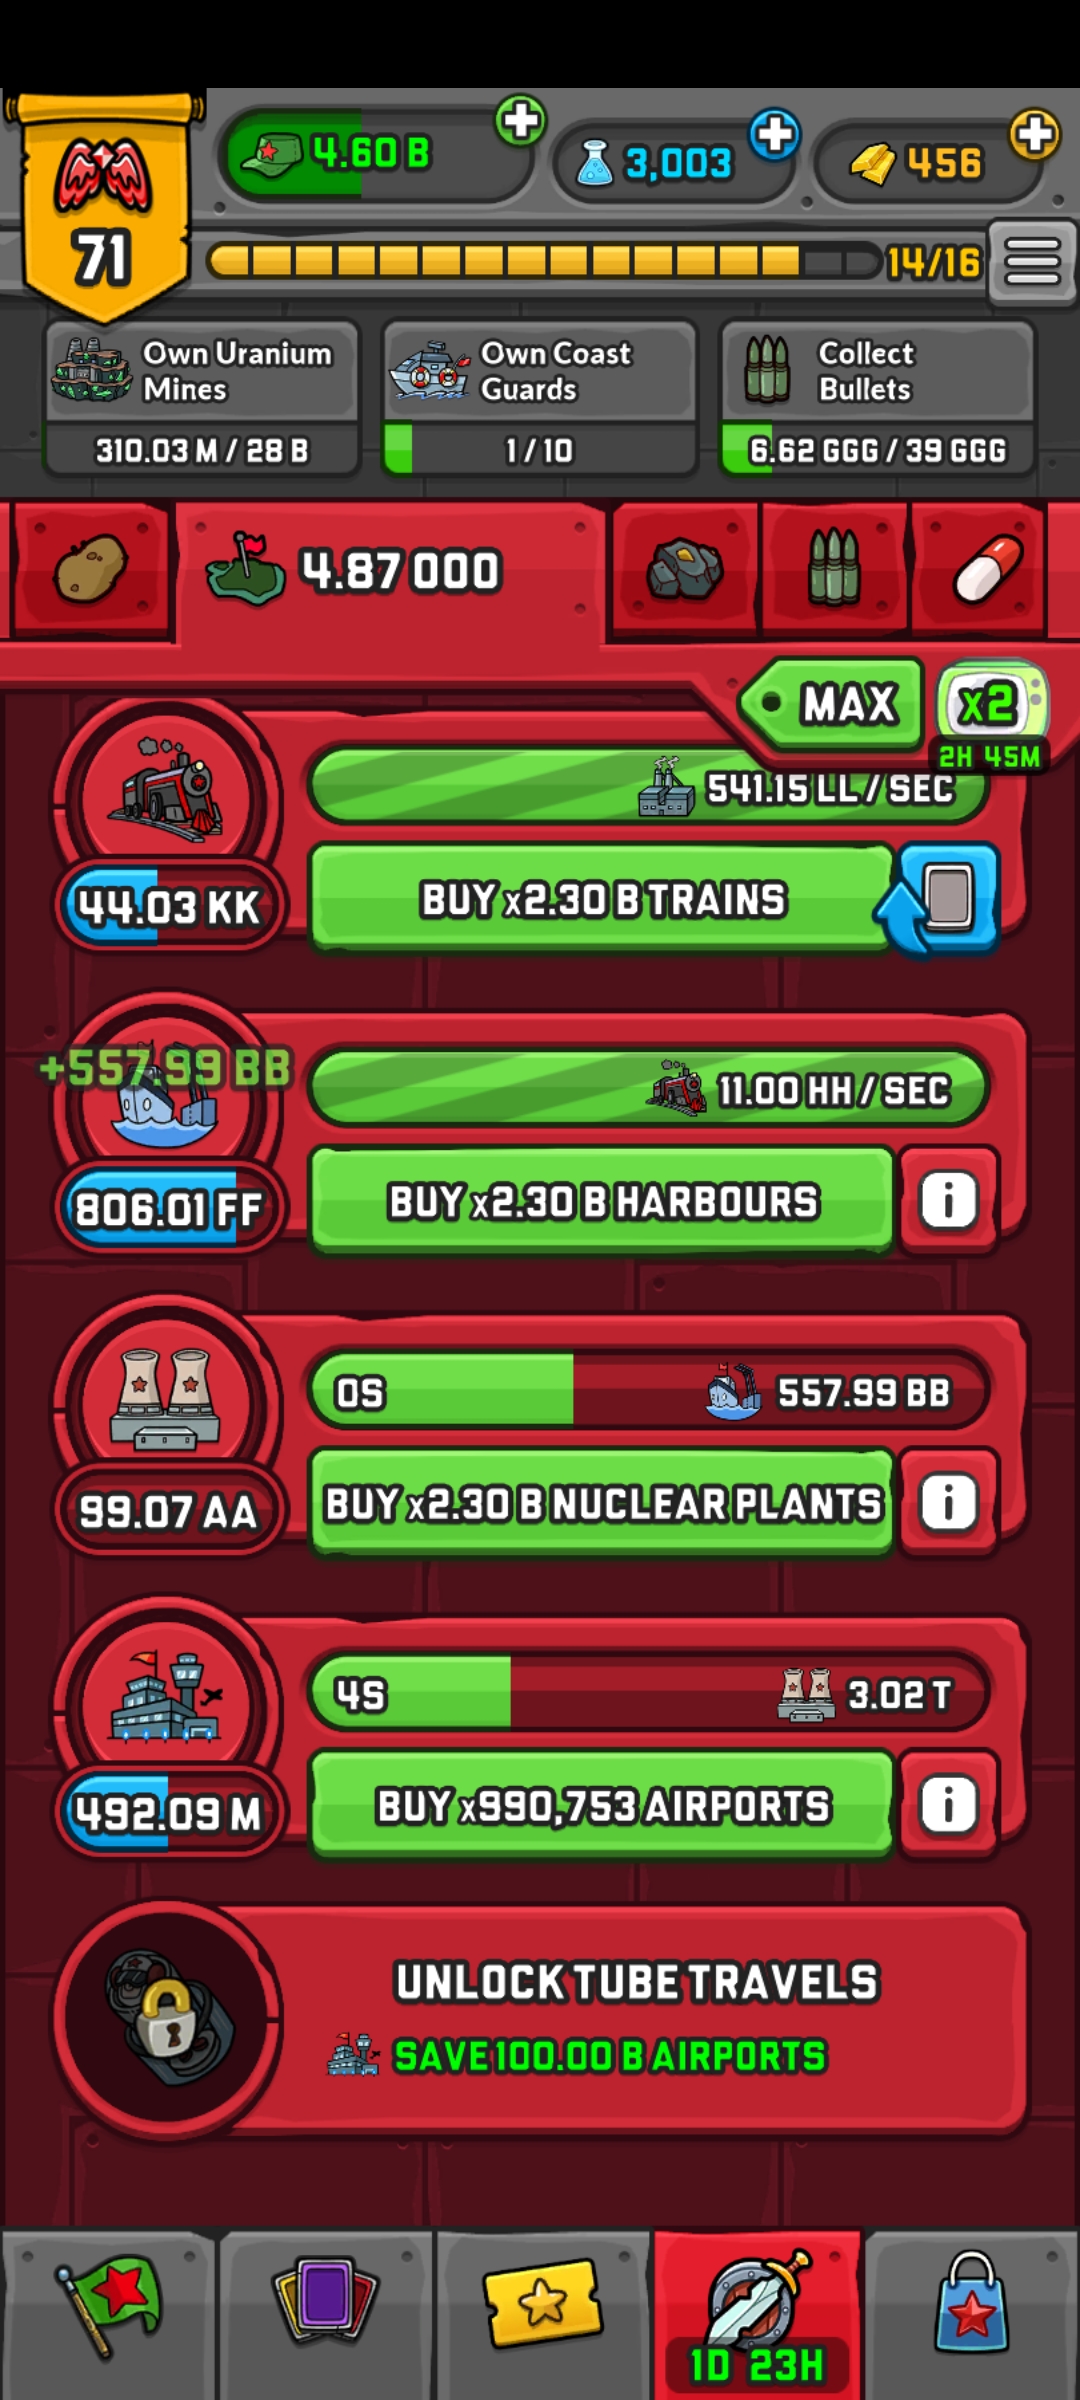 4.60 B
3,003
456
71
14/16
Own Uranium
Mines
310.03 M / 28 B
Own Coast
Guards
1 / 10
Collect
Bullets
6.62 GGG / 39 GGG
4.87 000
MAX
x2
2H 45M
541.15 LL / SEC
44.03 KK
BUY x2.30 B TRAINS
+557.99 BB
11.00 HH / SEC
806.01 FF
BUY x2.30 B HARBOURS
0S
557.99 BB
99.07 AA
BUY x2.30 B NUCLEAR PLANTS
4S
3.02 T
492.09 M
BUY x990,753 AIRPORTS
UNLOCK TUBE TRAVELS
SAVE 100.00 B AIRPORTS
1D 23H